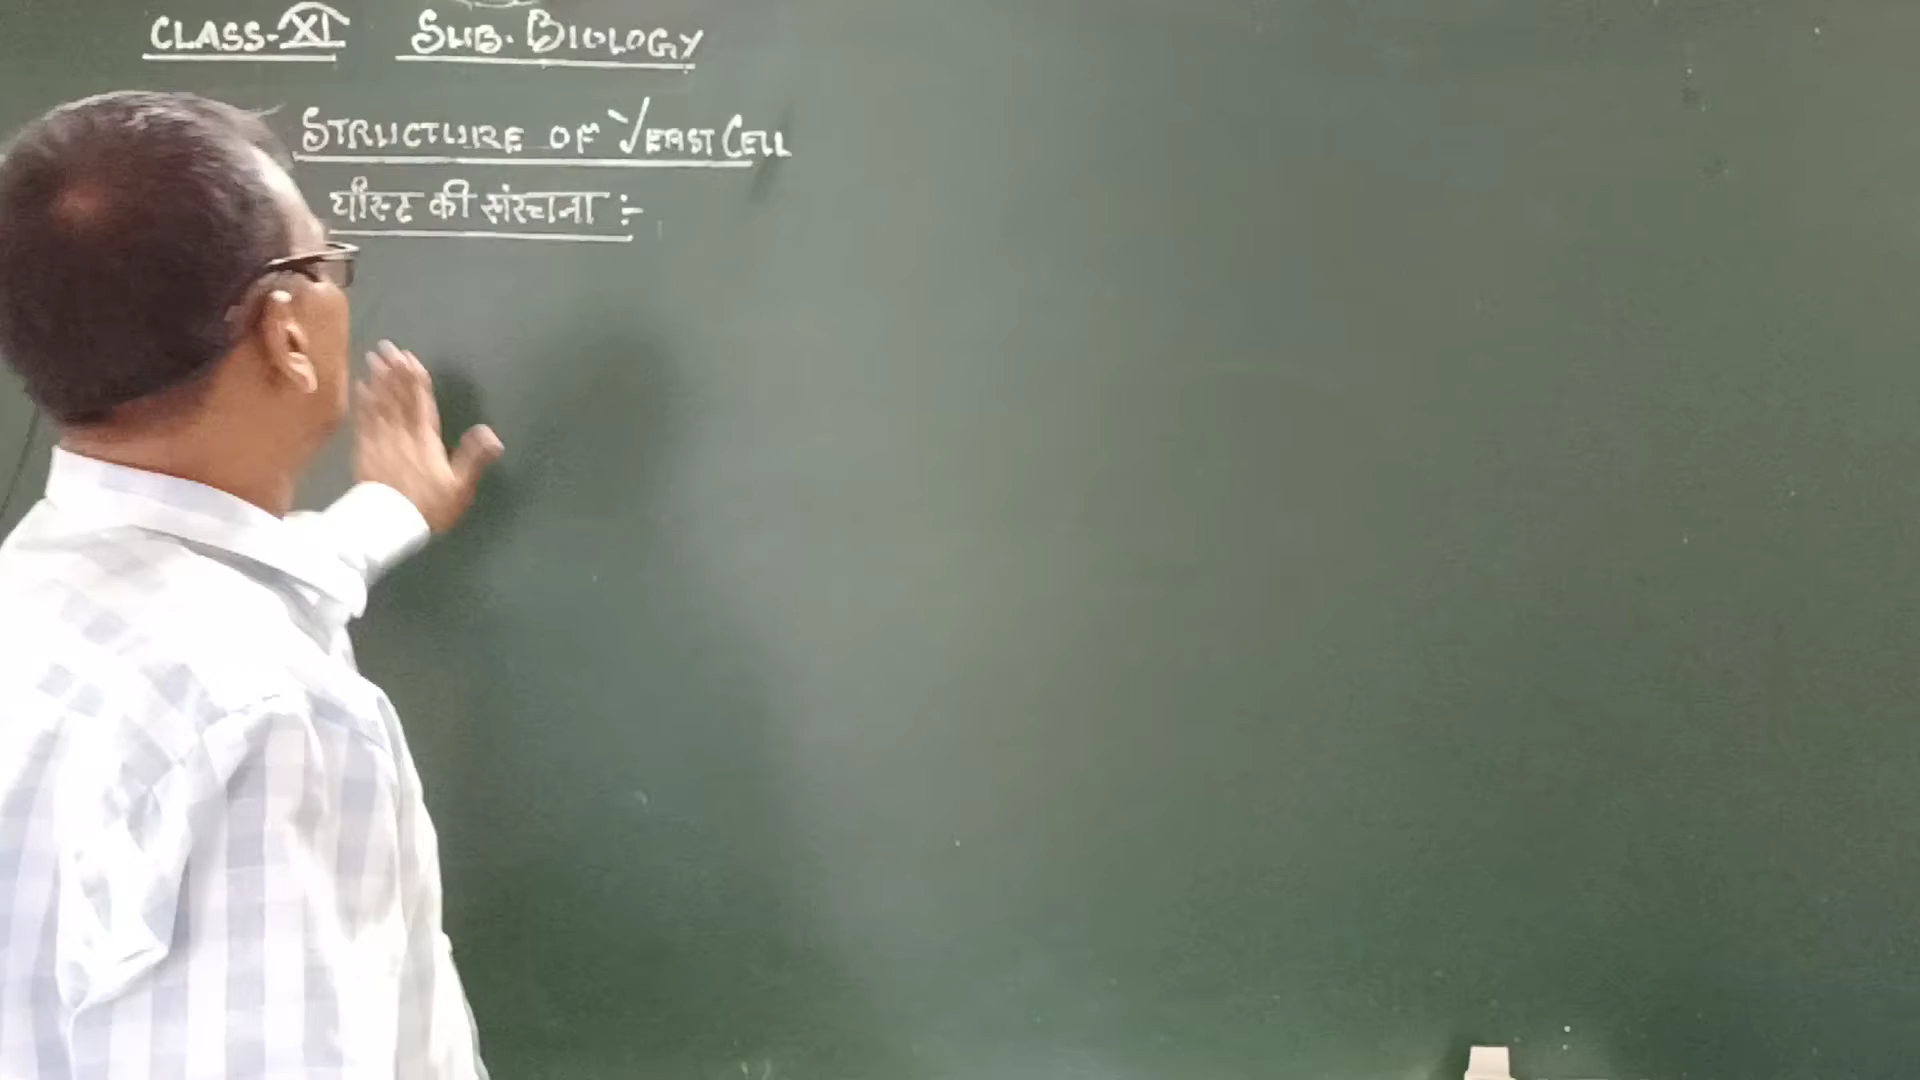 CLASS-XI SUB. BIOLOGY
STRUCTURE OF YEAST CELL
यीस्ट की संरचना :-